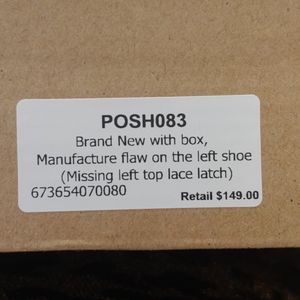 POSH083
Brand New with box,
Manufacture flaw on the left shoe
(Missing left top lace latch)
673654070080
Retail $149.00